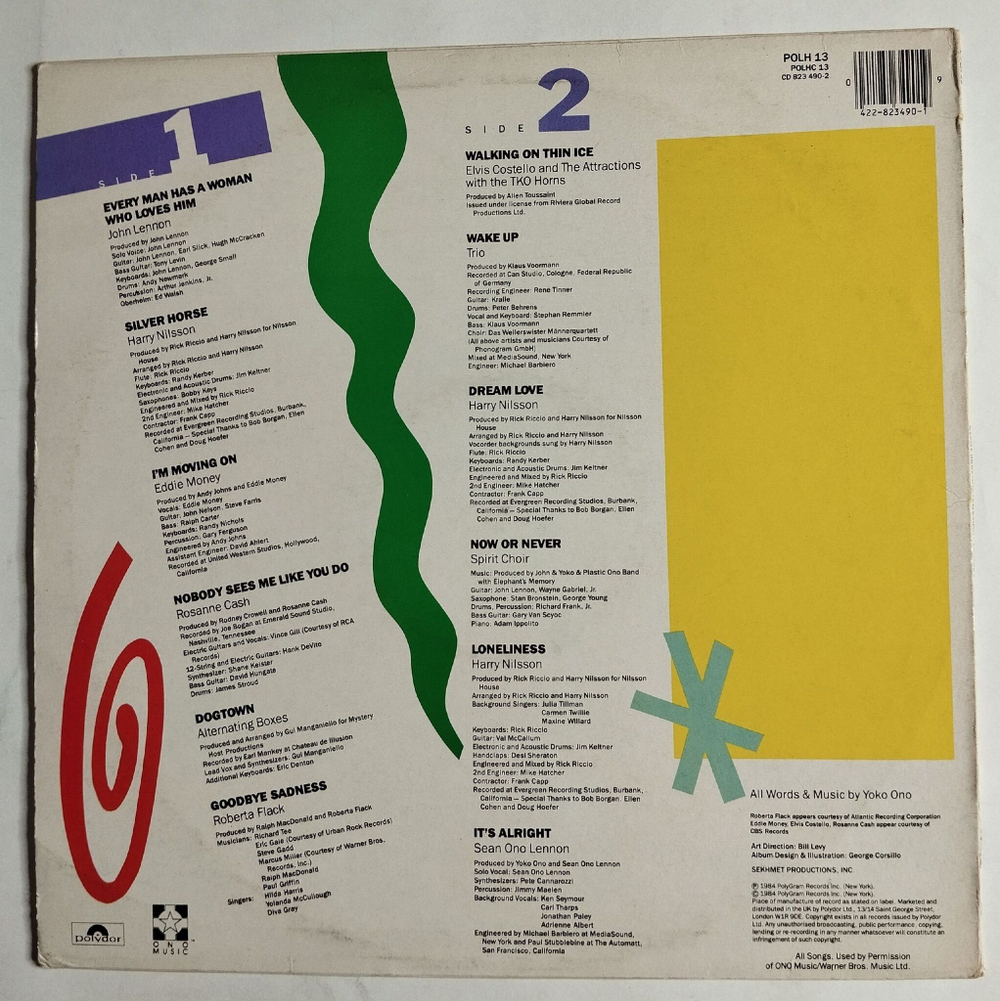 SIDE 1
EVERY MAN HAS A WOMAN
WHO LOVES HIM
John Lennon
Produced by John Lennon
Solo Voice: John Lennon
Guitar: John Lennon, Earl Slick, Hugh McCracken
Bass Guitar: Tony Levin
Keyboards: John Lennon, George Small
Drums: Andy Newmark
Percussion: Arthur Jenkins, Jr.
Oberheim: Ed Walsh
SILVER HORSE
Harry Nilsson
Produced by Rick Riccio and Harry Nilsson for Nilsson
House
Arranged by Rick Riccio and Harry Nilsson
Flute: Rick Riccio
Keyboards: Randy Kerber
Electronic and Acoustic Drums: Jim Keltner
Saxophones: Bobby Keys
Engineered and Mixed by Rick Riccio
2nd Engineer: Mike Hatcher
Contractor: Frank Capp
Recorded at Evergreen Recording Studios, Burbank,
California — Special Thanks to Bob Borgan, Ellen
Cohen and Doug Hoefer
I'M MOVING ON
Eddie Money
Produced by Andy Johns and Eddie Money
Vocals: Eddie Money
Guitar: John Nelson, Steve Farris
Bass: Ralph Carter
Keyboards: Randy Nichols
Percussion: Gary Ferguson
Engineered by Andy Johns
Assistant Engineer: David Ahlert
Recorded at United Western Studios, Hollywood,
California
NOBODY SEES ME LIKE YOU DO
Rosanne Cash
Produced by Rodney Crowell and Rosanne Cash
Recorded by Joe Bogan at Emerald Sound Studio,
Nashville, Tennessee
Electric Guitars and Vocals: Vince Gill (Courtesy of RCA
Records)
12-String and Electric Guitars: Hank DeVito
Synthesizer: Shane Keister
Bass Guitar: David Hungate
Drums: James Stroud
DOGTOWN
Alternating Boxes
Produced and Arranged by Gui Manganiello for Mystery
Host Productions
Recorded by Earl Monkey at Chateau de Illusion
Lead Vox and Synthesizers: Gui Manganiello
Additional Keyboards: Eric Denton
GOODBYE SADNESS
Roberta Flack
Produced by Ralph MacDonald and Roberta Flack
Musicians: Richard Tee
Eric Gale (Courtesy of Urban Rock Records)
Steve Gadd
Marcus Miller (Courtesy of Warner Bros.
Records, Inc.)
Ralph MacDonald
Paul Griffin
Singers: Hilda Harris
Yolanda McCullough
Diva Gray
polydor
ONO
MUSIC
SIDE 2
WALKING ON THIN ICE
Elvis Costello and The Attractions
with the TKO Horns
Produced by Allen Toussaint
Issued under license from Riviera Global Record
Productions Ltd.
WAKE UP
Trio
Produced by Klaus Voormann
Recorded at Can Studio, Cologne, Federal Republic
of Germany
Recording Engineer: Rene Tinner
Guitar: Kralle
Drums: Peter Behrens
Vocal and Keyboard: Stephan Remmler
Bass: Klaus Voormann
Choir: Das Weilerswister Männerquartett
(All above artists and musicians Courtesy of
Phonogram GmbH)
Mixed at MediaSound, New York
Engineer: Michael Barbiero
DREAM LOVE
Harry Nilsson
Produced by Rick Riccio and Harry Nilsson for Nilsson
House
Arranged by Rick Riccio and Harry Nilsson
Vocorder backgrounds sung by Harry Nilsson
Flute: Rick Riccio
Keyboards: Randy Kerber
Electronic and Acoustic Drums: Jim Keltner
Engineered and Mixed by Rick Riccio
2nd Engineer: Mike Hatcher
Contractor: Frank Capp
Recorded at Evergreen Recording Studios, Burbank,
California — Special Thanks to Bob Borgan, Ellen
Cohen and Doug Hoefer
NOW OR NEVER
Spirit Choir
Music: Produced by John & Yoko & Plastic Ono Band
with Elephant's Memory
Guitar: John Lennon, Wayne Gabriel, Jr.
Saxophone: Stan Bronstein, George Young
Drums, Percussion: Richard Frank, Jr.
Bass Guitar: Gary Van Scyoc
Piano: Adam Ippolito
LONELINESS
Harry Nilsson
Produced by Rick Riccio and Harry Nilsson for Nilsson
House
Arranged by Rick Riccio and Harry Nilsson
Background Singers: Julia Tillman
Carmen Twillie
Maxine Willard
Keyboards: Rick Riccio
Guitar: Val McCallum
Electronic and Acoustic Drums: Jim Keltner
Handclaps: Desi Sheraton
Engineered and Mixed by Rick Riccio
2nd Engineer: Mike Hatcher
Contractor: Frank Capp
Recorded at Evergreen Recording Studios, Burbank,
California — Special Thanks to Bob Borgan, Ellen
Cohen and Doug Hoefer
IT'S ALRIGHT
Sean Ono Lennon
Produced by Yoko Ono and Sean Ono Lennon
Solo Vocal: Sean Ono Lennon
Synthesizers: Pete Cannarozzi
Percussion: Jimmy Maelen
Background Vocals: Ken Seymour
Carl Tharps
Jonathan Paley
Adrienne Albert
Engineered by Michael Barbiero at MediaSound,
New York and Paul Stubblebine at The Automatt,
San Francisco, California
POLH 13
POLHC 13
CD 823 490-2
0 9
422-823490-1
All Words & Music by Yoko Ono
Roberta Flack appears courtesy of Atlantic Recording Corporation
Eddie Money, Elvis Costello, Rosanne Cash appear courtesy of
CBS Records
Art Direction: Bill Levy
Album Design & Illustration: George Corsillo
SEKHMET PRODUCTIONS, INC.
℗ 1984 PolyGram Records Inc. (New York).
© 1984 PolyGram Records Inc. (New York).
Place of manufacture of record as stated on label. Marketed and
distributed in the UK by Polydor Ltd., 13/14 Saint George Street,
London W1R 9DE. Copyright exists in all records issued by Polydor
Ltd. Any unauthorised broadcasting, public performance, copying,
lending or re-recording in any manner whatsoever will constitute an
infringement of such copyright.
All Songs, Used by Permission
of ONO Music/Warner Bros. Music Ltd.